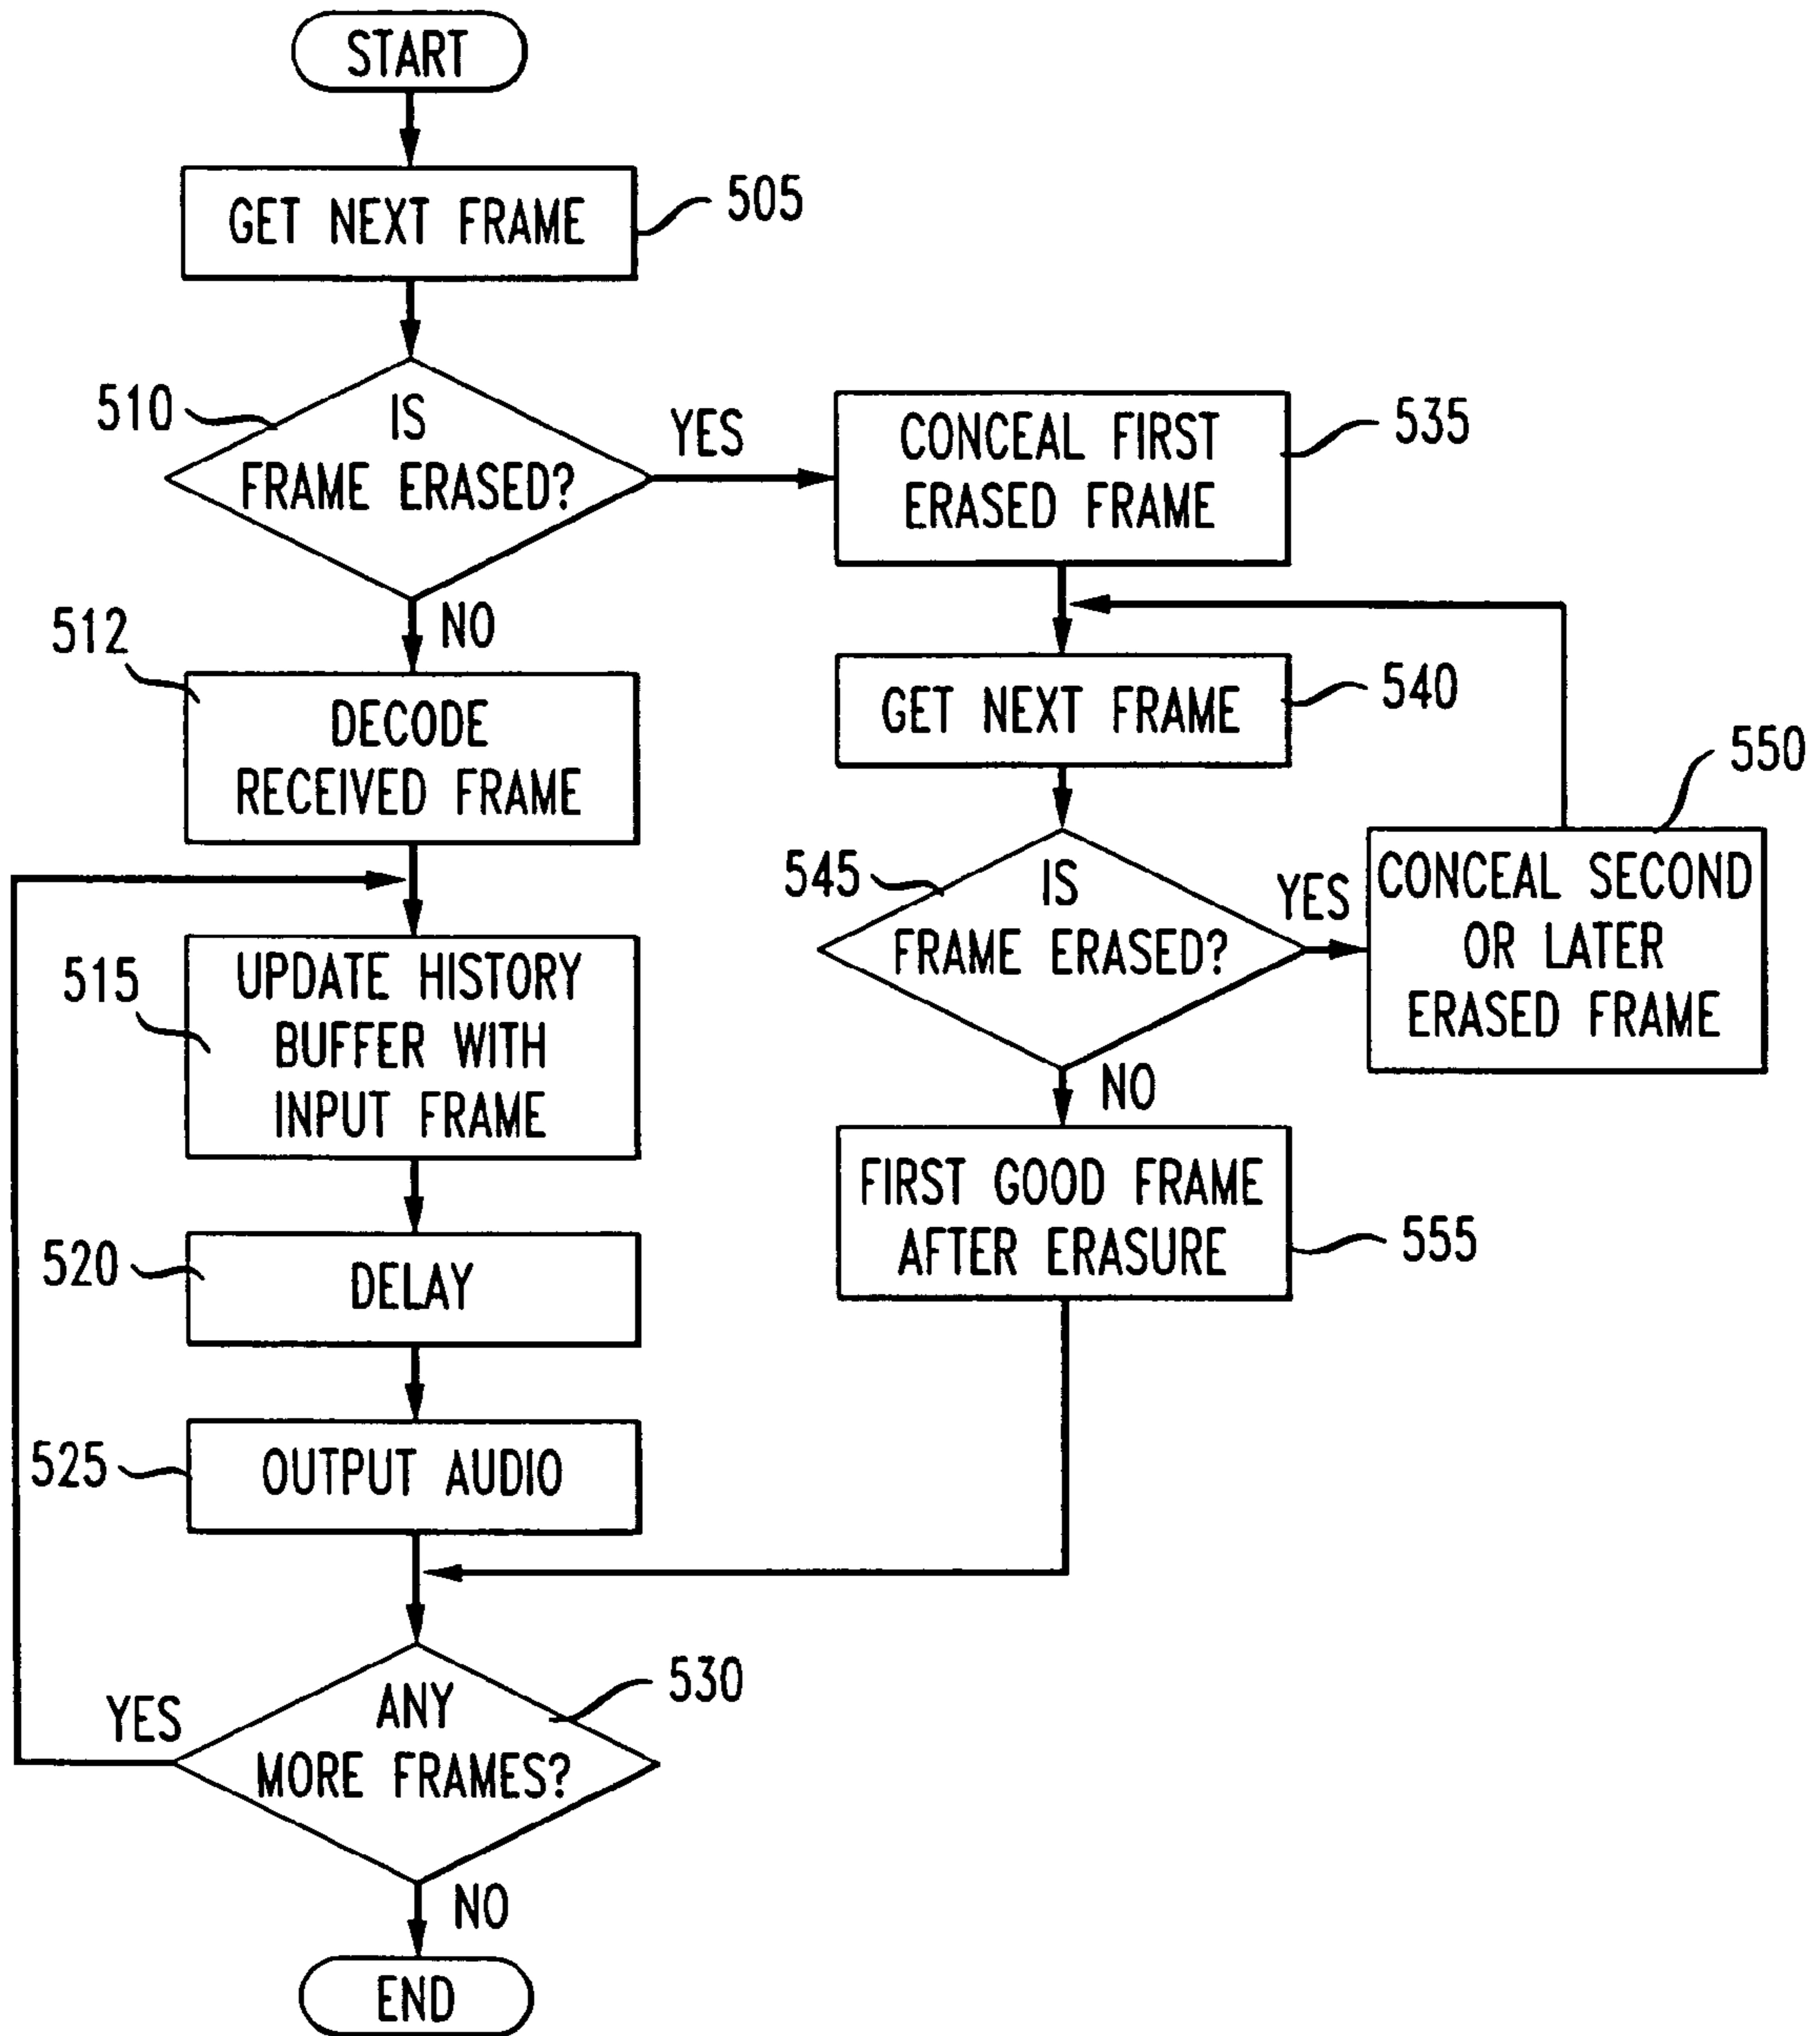 START
GET NEXT FRAME
505
510
IS
FRAME ERASED?
YES
CONCEAL FIRST
ERASED FRAME
535
NO
512
DECODE
RECEIVED FRAME
GET NEXT FRAME
540
545
IS
FRAME ERASED?
YES
550
CONCEAL SECOND
OR LATER
ERASED FRAME
515
UPDATE HISTORY
BUFFER WITH
INPUT FRAME
NO
FIRST GOOD FRAME
AFTER ERASURE
555
520
DELAY
525
OUTPUT AUDIO
530
YES
ANY
MORE FRAMES?
NO
END